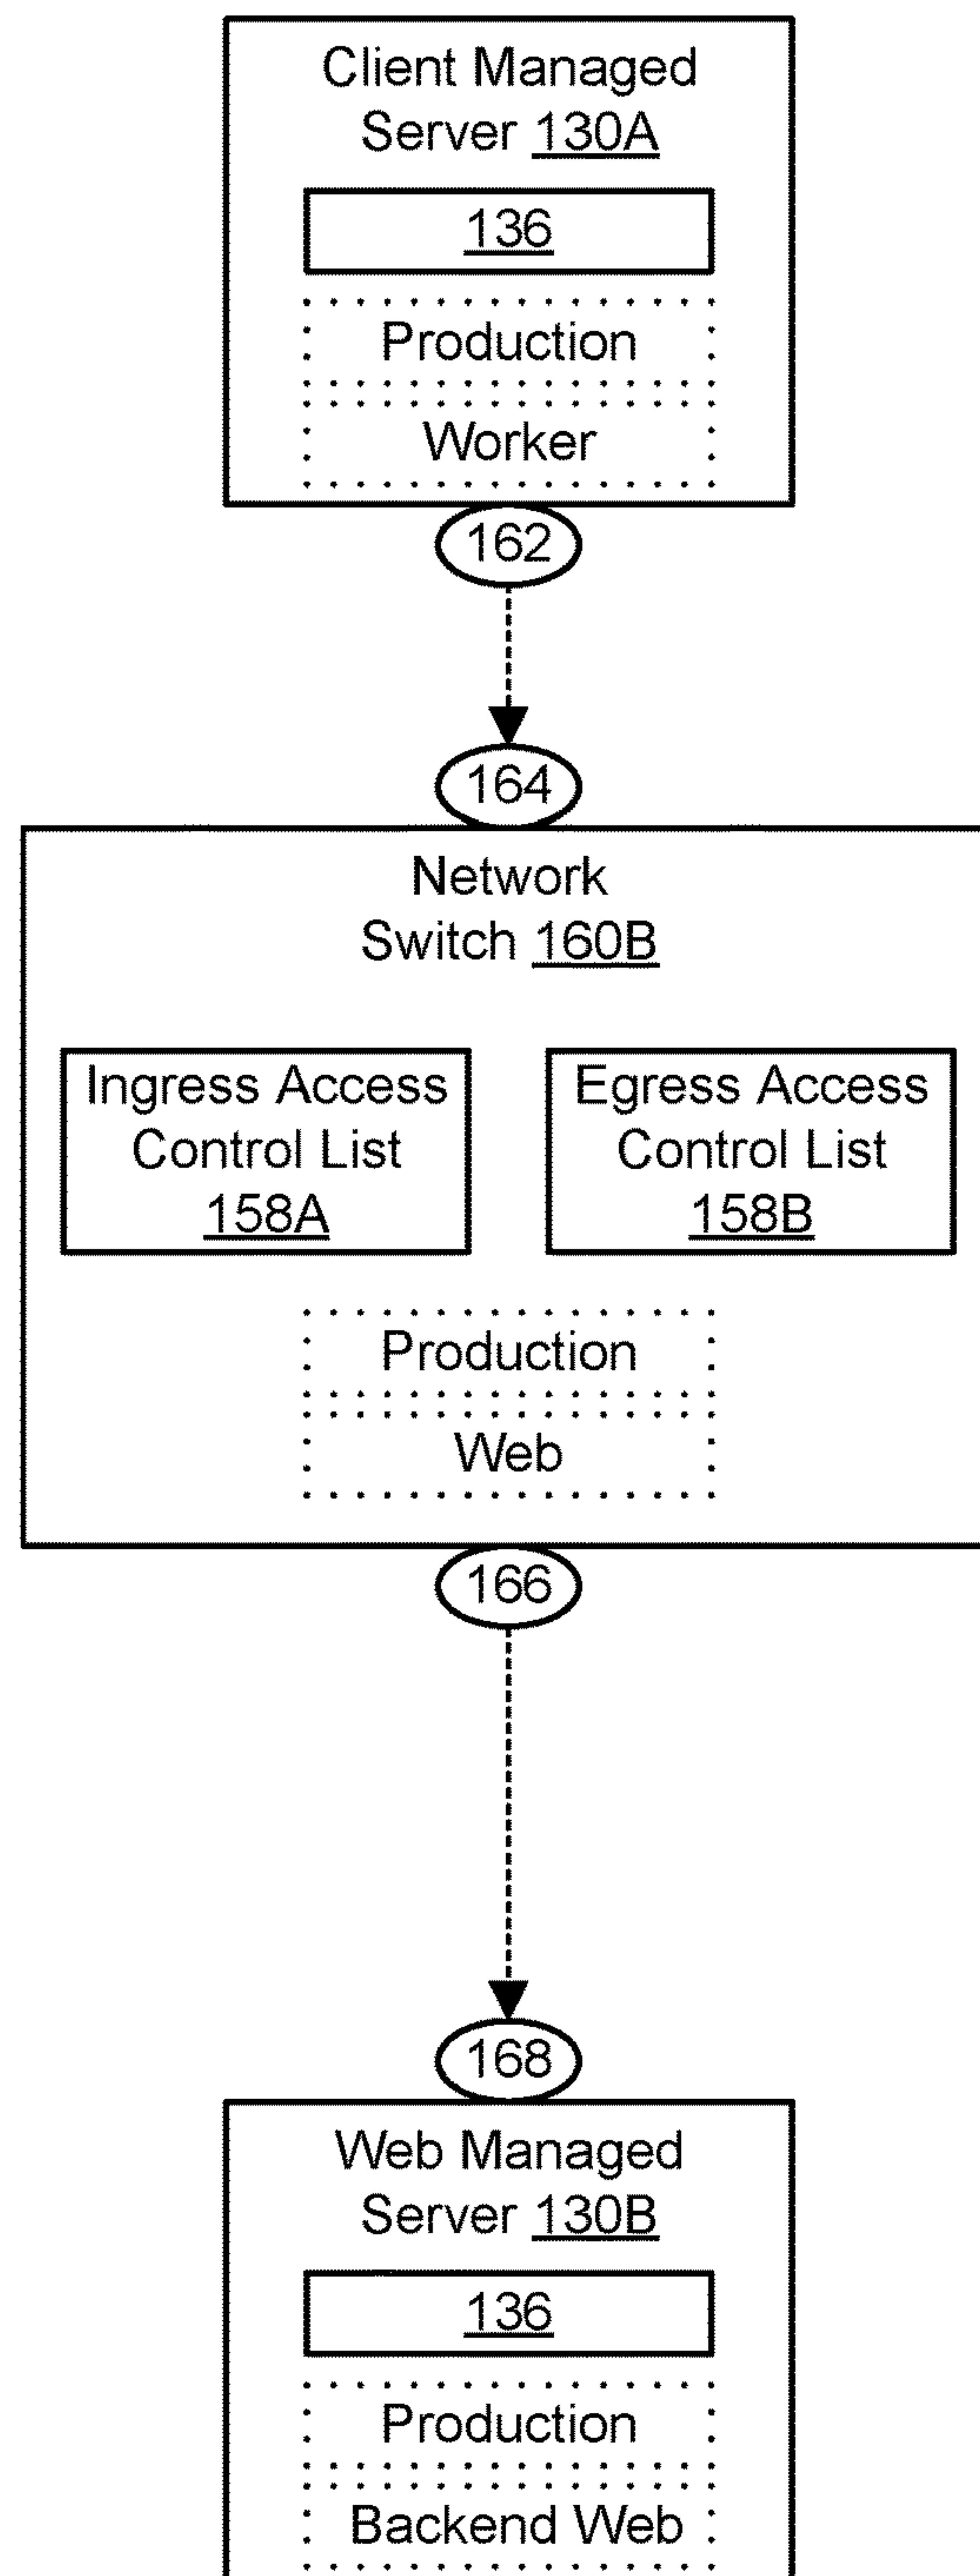 Client Managed
Server 130A
136
Production
Worker
162
164
Network
Switch 160B
Ingress Access
Control List
158A
Egress Access
Control List
158B
Production
Web
166
168
Web Managed
Server 130B
136
Production
Backend Web